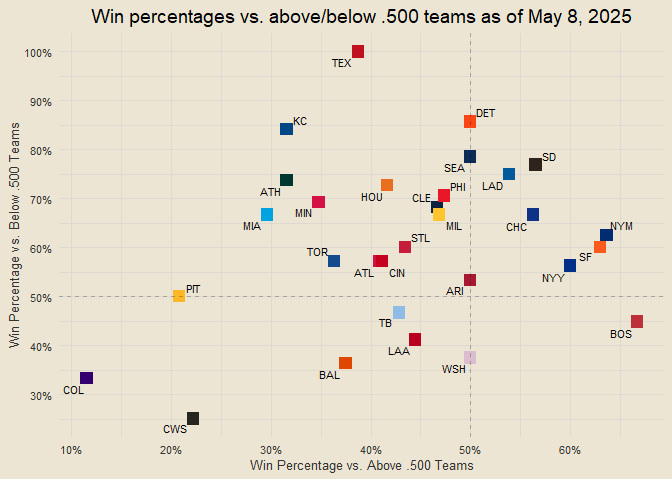 Win percentages vs. above/below .500 teams as of May 8, 2025
100%
TEX
90%
DET
KC
80%
SEA
SD
LAD
ATH
HOU
PHI
70%
CLE
MIN
MIA
MIL
CHC
NYM
60%
STL
TOR
SF
ATL
CIN
NYY
ARI
PIT
50%
TB
BOS
LAA
40%
WSH
BAL
COL
30%
CWS
10%
20%
30%
40%
50%
60%
Win Percentage vs. Above .500 Teams
Win Percentage vs. Below .500 Teams